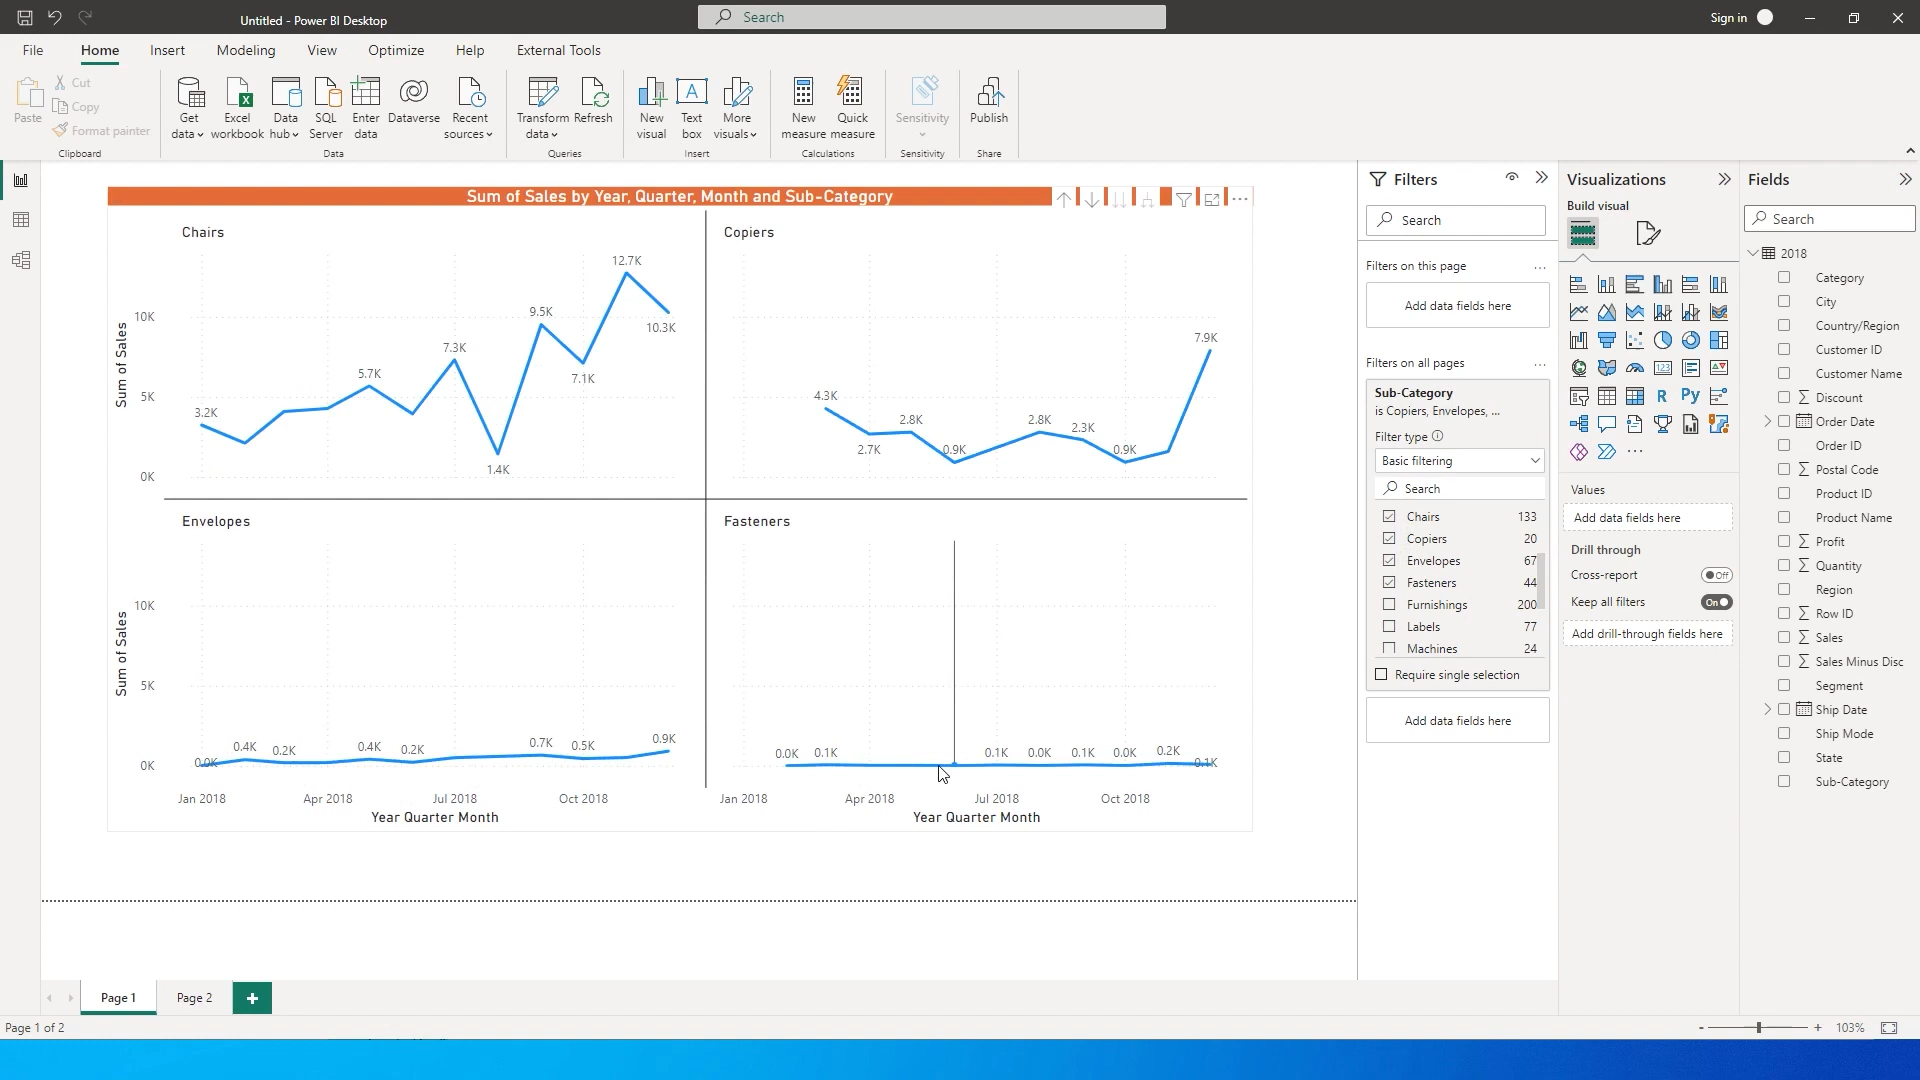 Untitled - Power BI Desktop
Search
Sign in
File
Home
Insert
Modeling
View
Optimize
Help
External Tools
Paste
Cut
Copy
Format painter
Clipboard
Get data
Excel workbook
Data hub
SQL Server
Enter data
Dataverse
Recent sources
Data
Transform data
Refresh
Queries
New visual
Text box
More visuals
Insert
New measure
Quick measure
Calculations
Sensitivity
Sensitivity
Publish
Share
Sum of Sales by Year, Quarter, Month and Sub-Category
Chairs
Sum of Sales
10K
5K
0K
3.2K
5.7K
7.3K
1.4K
9.5K
7.1K
12.7K
10.3K
Copiers
4.3K
2.7K
2.8K
0.9K
2.8K
2.3K
0.9K
7.9K
Envelopes
Sum of Sales
10K
5K
0K
0.0K
0.4K
0.2K
0.4K
0.2K
0.7K
0.5K
0.9K
Jan 2018
Apr 2018
Jul 2018
Oct 2018
Year Quarter Month
Fasteners
0.0K
0.1K
0.1K
0.0K
0.1K
0.0K
0.2K
0.1K
Jan 2018
Apr 2018
Jul 2018
Oct 2018
Year Quarter Month
Filters
Search
Filters on this page
...
Add data fields here
Filters on all pages
...
Sub-Category
is Copiers, Envelopes, ...
Filter type
Basic filtering
Search
Chairs 133
Copiers 20
Envelopes 67
Fasteners 44
Furnishings 200
Labels 77
Machines 24
Require single selection
Add data fields here
Visualizations
Build visual
R
Py
123
...
Values
Add data fields here
Drill through
Cross-report
Off
Keep all filters
On
Add drill-through fields here
Fields
Search
2018
Category
City
Country/Region
Customer ID
Customer Name
Σ Discount
Order Date
Order ID
Σ Postal Code
Product ID
Product Name
Σ Profit
Σ Quantity
Region
Σ Row ID
Σ Sales
Σ Sales Minus Disc
Segment
Ship Date
Ship Mode
State
Sub-Category
Page 1
Page 2
+
Page 1 of 2
- + 103%